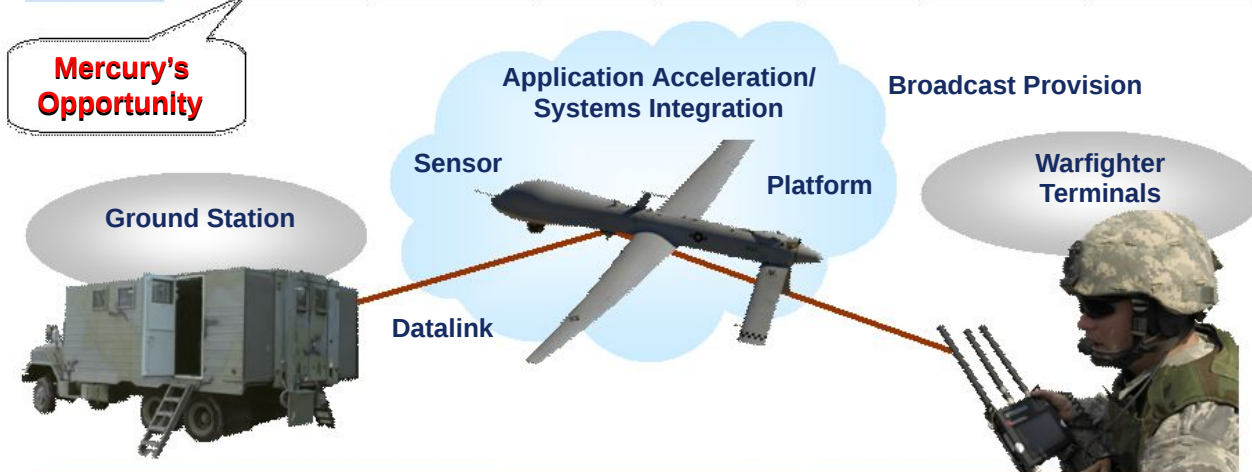 Mercury's
Opportunity
Application Acceleration/
Systems Integration
Broadcast Provision
Sensor
Platform
Warfighter
Terminals
Ground Station
Datalink